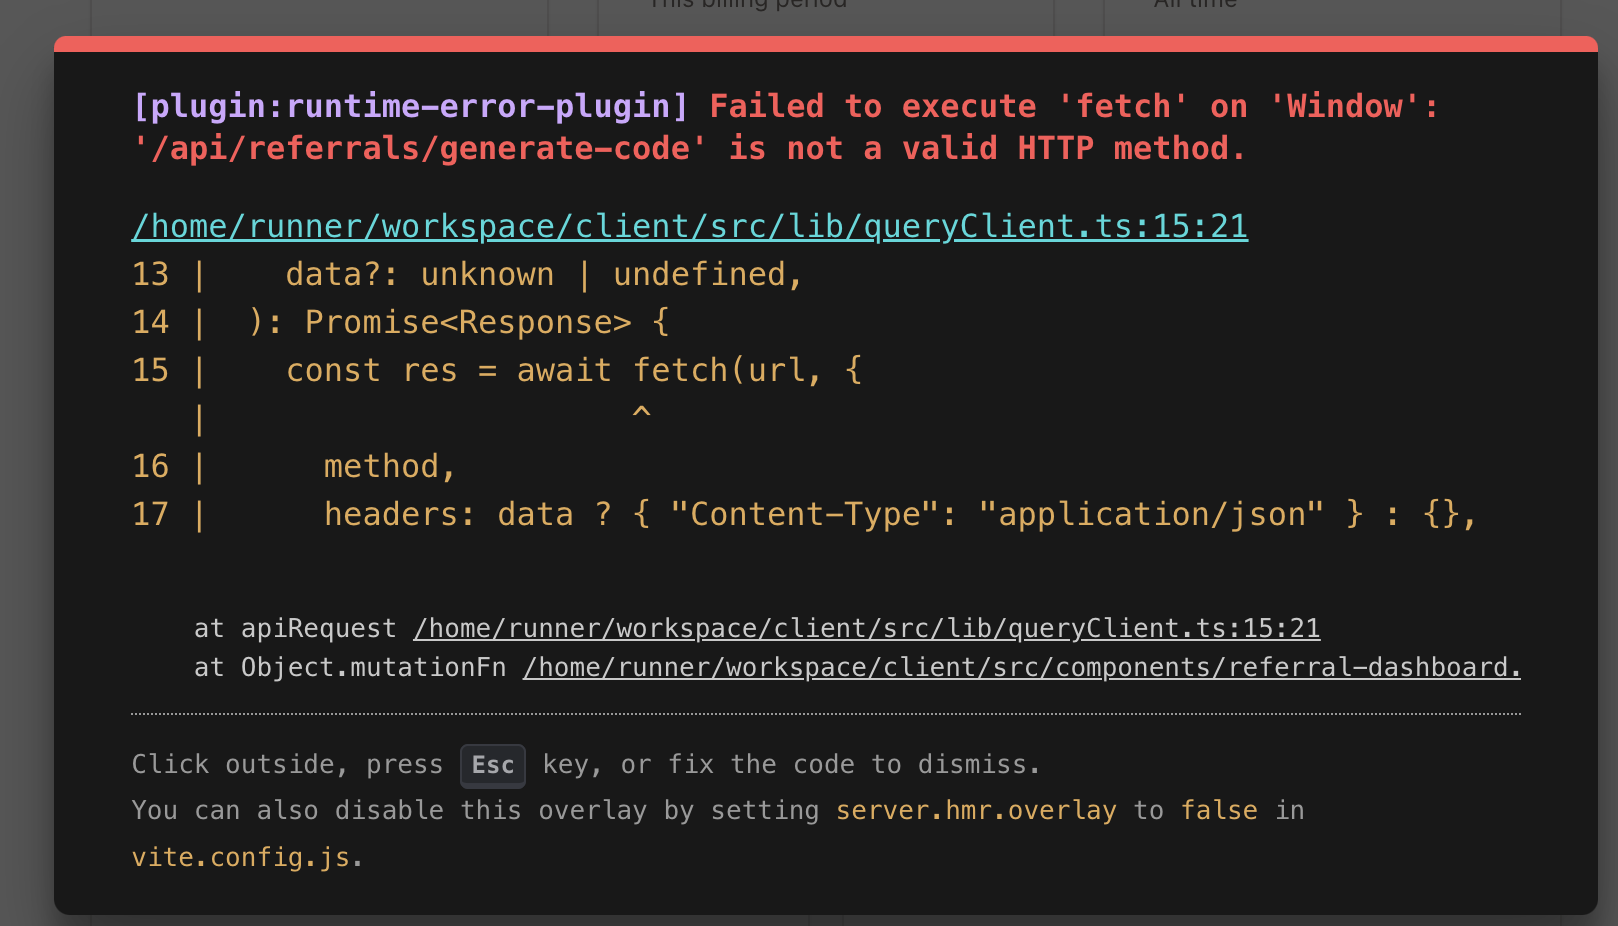 This billing period
All time
[plugin:runtime-error-plugin] Failed to execute 'fetch' on 'Window':
'/api/referrals/generate-code' is not a valid HTTP method.
/home/runner/workspace/client/src/lib/queryClient.ts:15:21
13 |    data?: unknown | undefined,
14 |  ): Promise<Response> {
15 |    const res = await fetch(url, {
   |                      ^
16 |      method,
17 |      headers: data ? { "Content-Type": "application/json" } : {},
at apiRequest /home/runner/workspace/client/src/lib/queryClient.ts:15:21
at Object.mutationFn /home/runner/workspace/client/src/components/referral-dashboard.
Click outside, press Esc key, or fix the code to dismiss.
You can also disable this overlay by setting server.hmr.overlay to false in
vite.config.js.